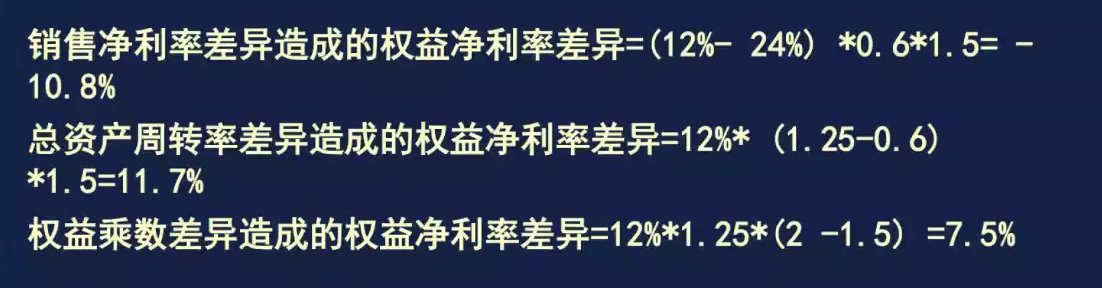 销售净利率差异造成的权益净利率差异=(12%- 24%) *0.6*1.5= -
10.8%
总资产周转率差异造成的权益净利率差异=12%* (1.25-0.6)
*1.5=11.7%
权益乘数差异造成的权益净利率差异=12%*1.25*(2 -1.5) =7.5%